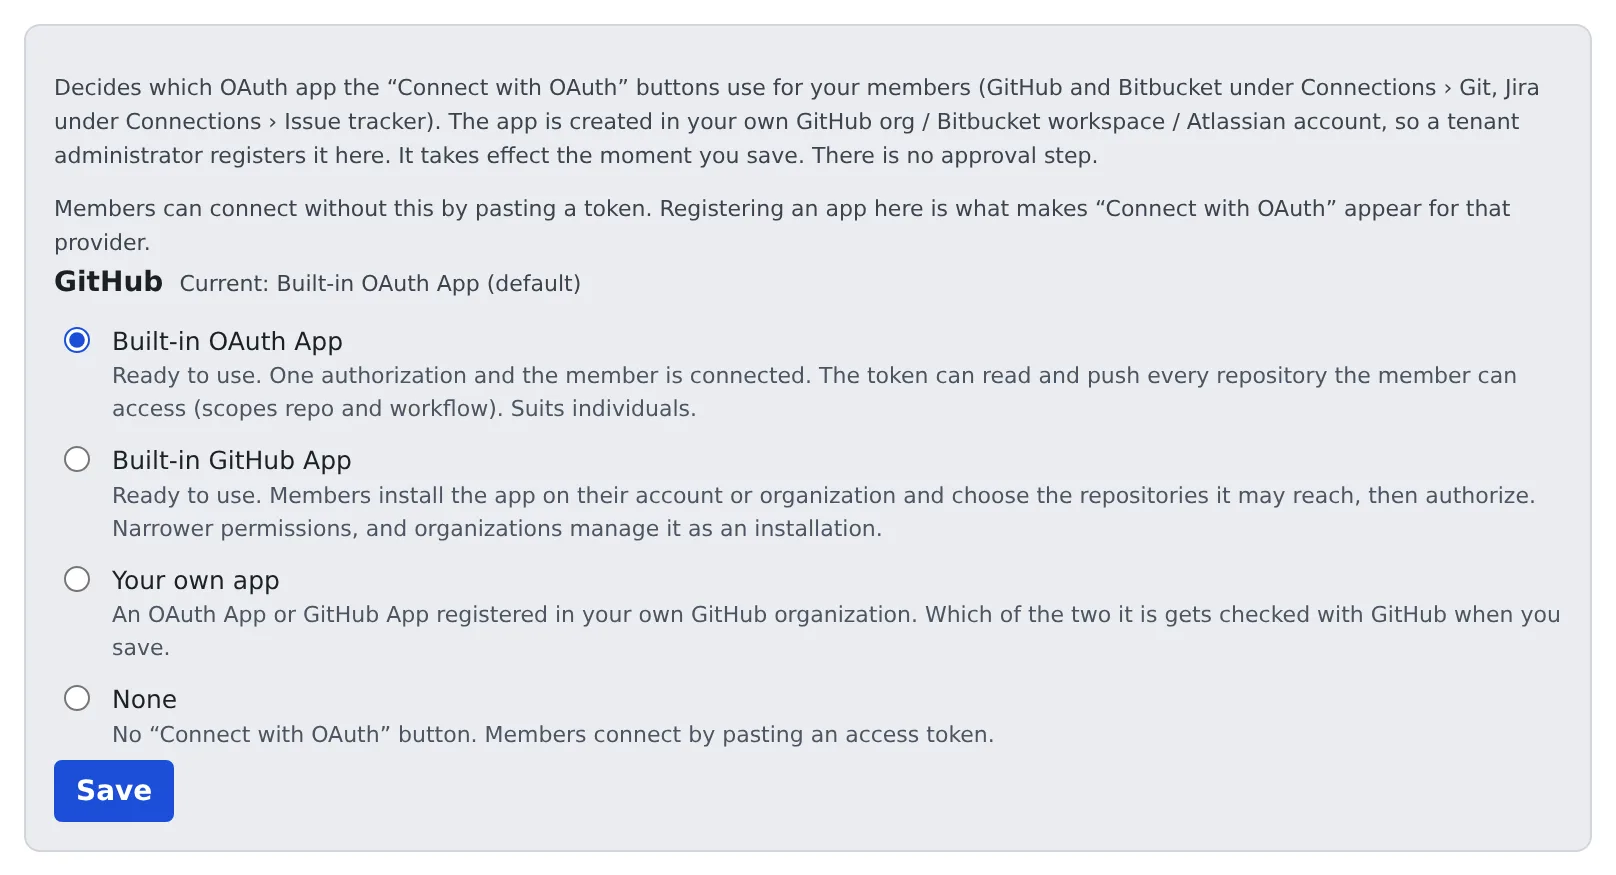 Decides which OAuth app the “Connect with OAuth” buttons use for your members (GitHub and Bitbucket under Connections › Git, Jira
under Connections › Issue tracker). The app is created in your own GitHub org / Bitbucket workspace / Atlassian account, so a tenant
administrator registers it here. It takes effect the moment you save. There is no approval step.
Members can connect without this by pasting a token. Registering an app here is what makes “Connect with OAuth” appear for that
provider.
GitHub Current: Built-in OAuth App (default)
Built-in OAuth App
Ready to use. One authorization and the member is connected. The token can read and push every repository the member can
access (scopes repo and workflow). Suits individuals.
Built-in GitHub App
Ready to use. Members install the app on their account or organization and choose the repositories it may reach, then authorize.
Narrower permissions, and organizations manage it as an installation.
Your own app
An OAuth App or GitHub App registered in your own GitHub organization. Which of the two it is gets checked with GitHub when you
save.
None
No “Connect with OAuth” button. Members connect by pasting an access token.
Save